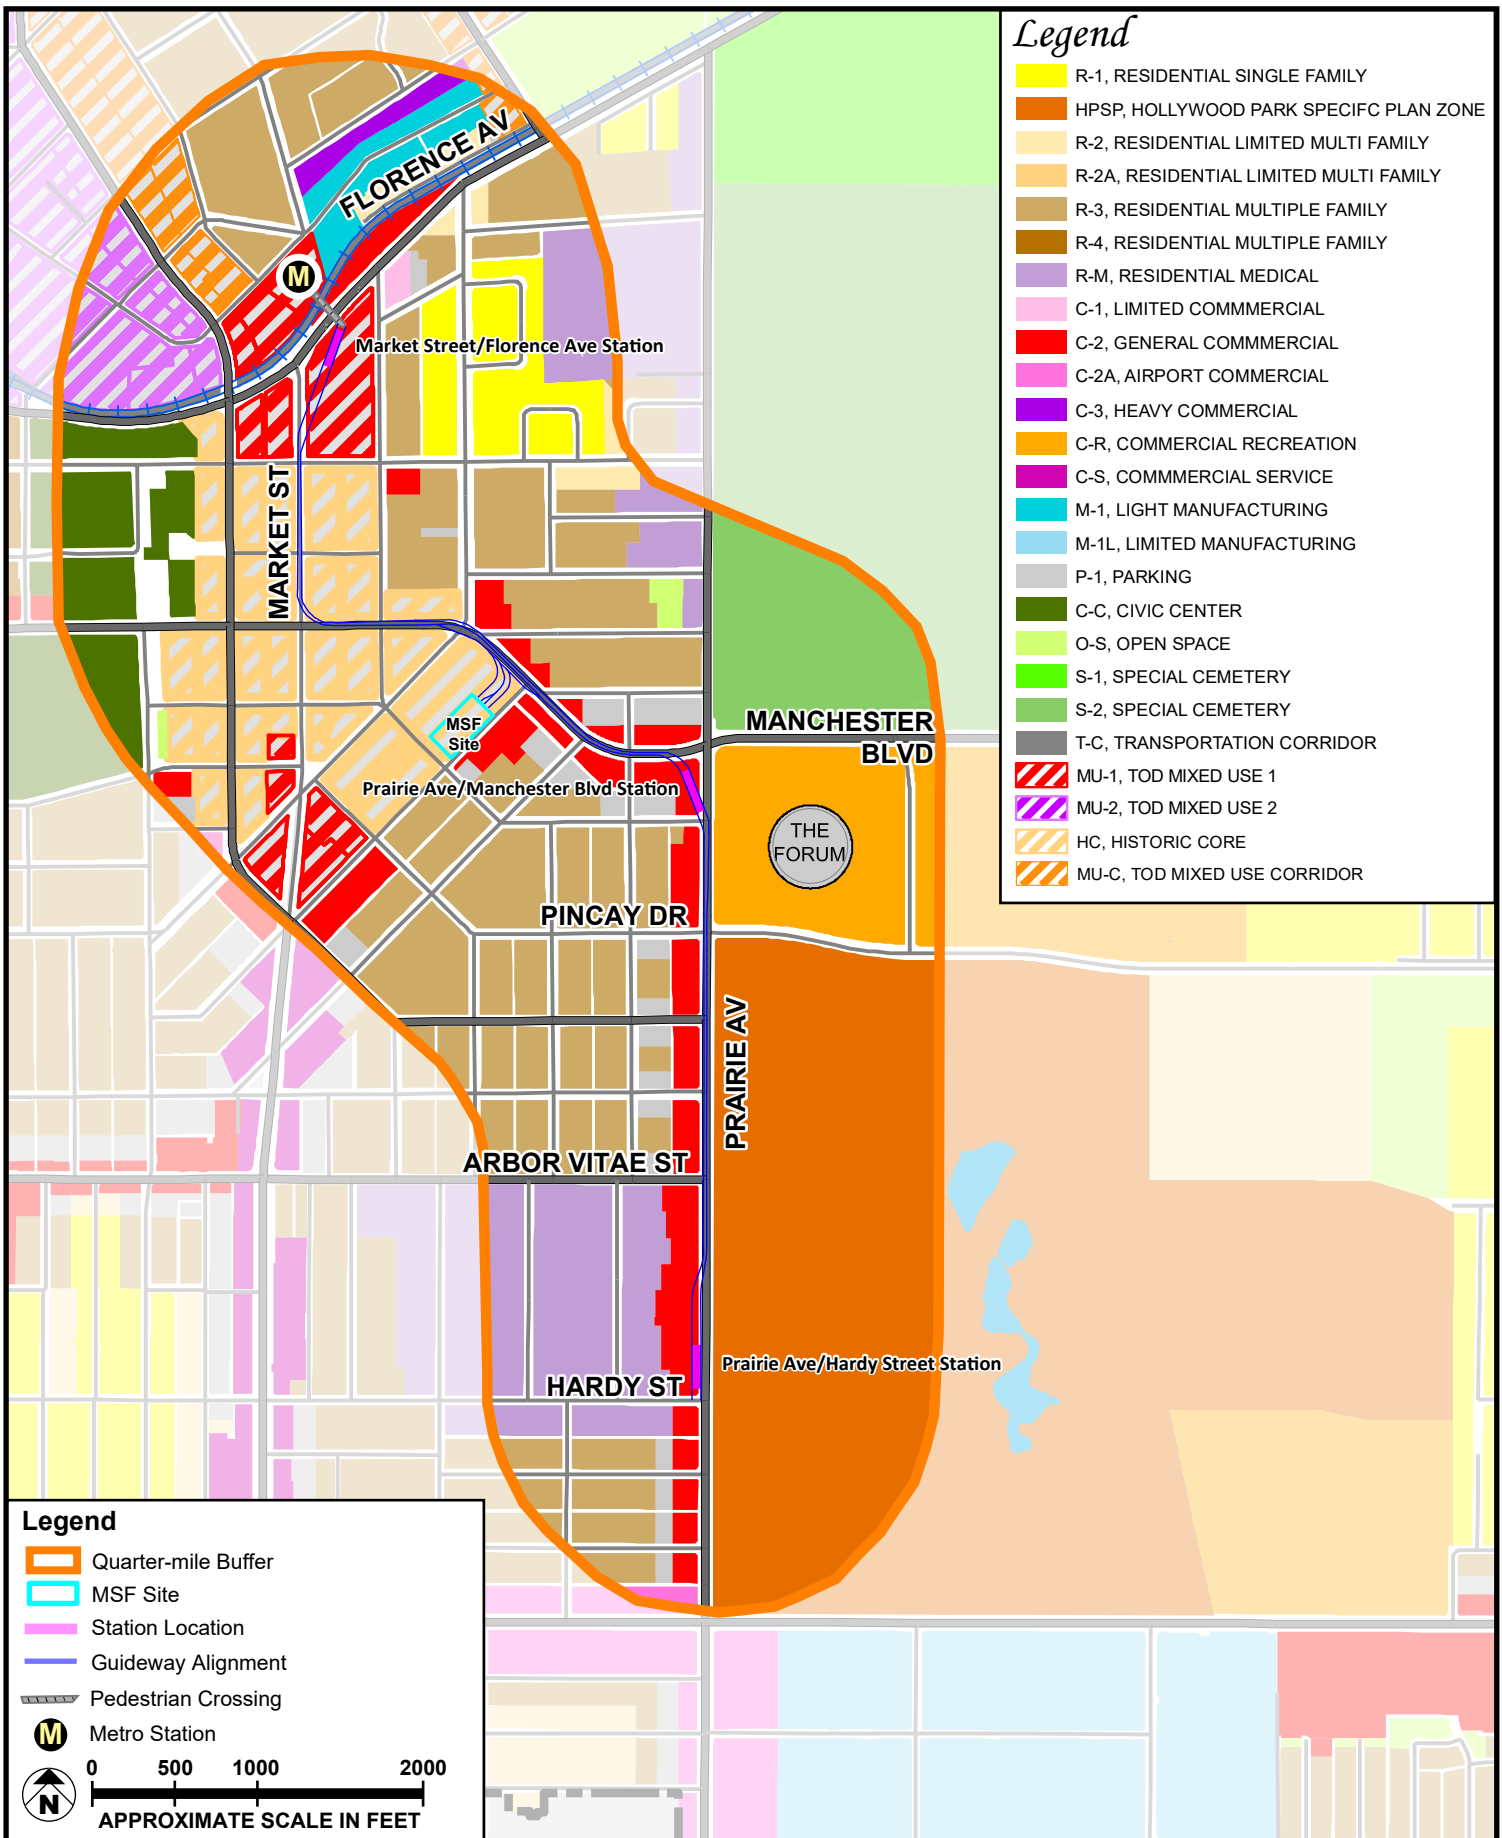 Legend
R-1, RESIDENTIAL SINGLE FAMILY
HPSP, HOLLYWOOD PARK SPECIFC PLAN ZONE
R-2, RESIDENTIAL LIMITED MULTI FAMILY
R-2A, RESIDENTIAL LIMITED MULTI FAMILY
R-3, RESIDENTIAL MULTIPLE FAMILY
R-4, RESIDENTIAL MULTIPLE FAMILY
R-M, RESIDENTIAL MEDICAL
C-1, LIMITED COMMMERCIAL
C-2, GENERAL COMMMERCIAL
C-2A, AIRPORT COMMERCIAL
C-3, HEAVY COMMERCIAL
C-R, COMMERCIAL RECREATION
C-S, COMMMERCIAL SERVICE
M-1, LIGHT MANUFACTURING
M-1L, LIMITED MANUFACTURING
P-1, PARKING
C-C, CIVIC CENTER
O-S, OPEN SPACE
S-1, SPECIAL CEMETERY
S-2, SPECIAL CEMETERY
T-C, TRANSPORTATION CORRIDOR
MU-1, TOD MIXED USE 1
MU-2, TOD MIXED USE 2
HC, HISTORIC CORE
MU-C, TOD MIXED USE CORRIDOR
FLORENCE AV
M
Market Street/Florence Ave Station
MARKET ST
MSF
Site
MANCHESTER
BLVD
Prairie Ave/Manchester Blvd Station
THE
FORUM
PINCAY DR
PRAIRIE AV
ARBOR VITAE ST
Prairie Ave/Hardy Street Station
HARDY ST
Legend
Quarter-mile Buffer
MSF Site
Station Location
Guideway Alignment
Pedestrian Crossing
M
Metro Station
0 500 1000 2000
N
APPROXIMATE SCALE IN FEET